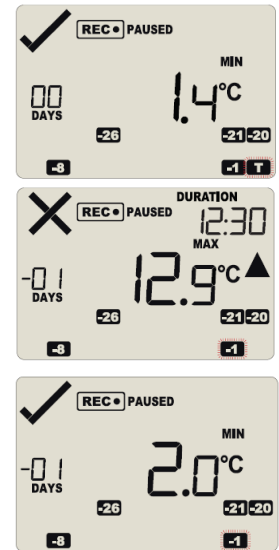 REC PAUSED
MIN
00
DAYS
1.4°C
-26 -21 -20
-8 -1 T
DURATION
REC PAUSED 12:30
MAX
-01
DAYS
12.9°C
-26 -21 -20
-8 -1
REC PAUSED
MIN
-01
DAYS
2.0°C
-26 -21 -20
-8 -1